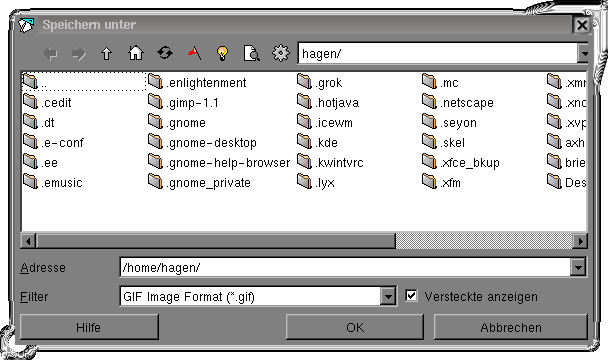 Speichern unter
hagen/
..
.cedit
.dt
.e-conf
.ee
.emusic
.enlightenment
.gimp-1.1
.gnome
.gnome-desktop
.gnome-help-browser
.gnome_private
.grok
.hotjava
.icewm
.kde
.kwintvrc
.lyx
.mc
.netscape
.seyon
.skel
.xfce_bkup
.xfm
.xmm
.xnc
.xvp
axh
brie
Des
Adresse /home/hagen/
Filter GIF Image Format (*.gif) Versteckte anzeigen
Hilfe OK Abbrechen